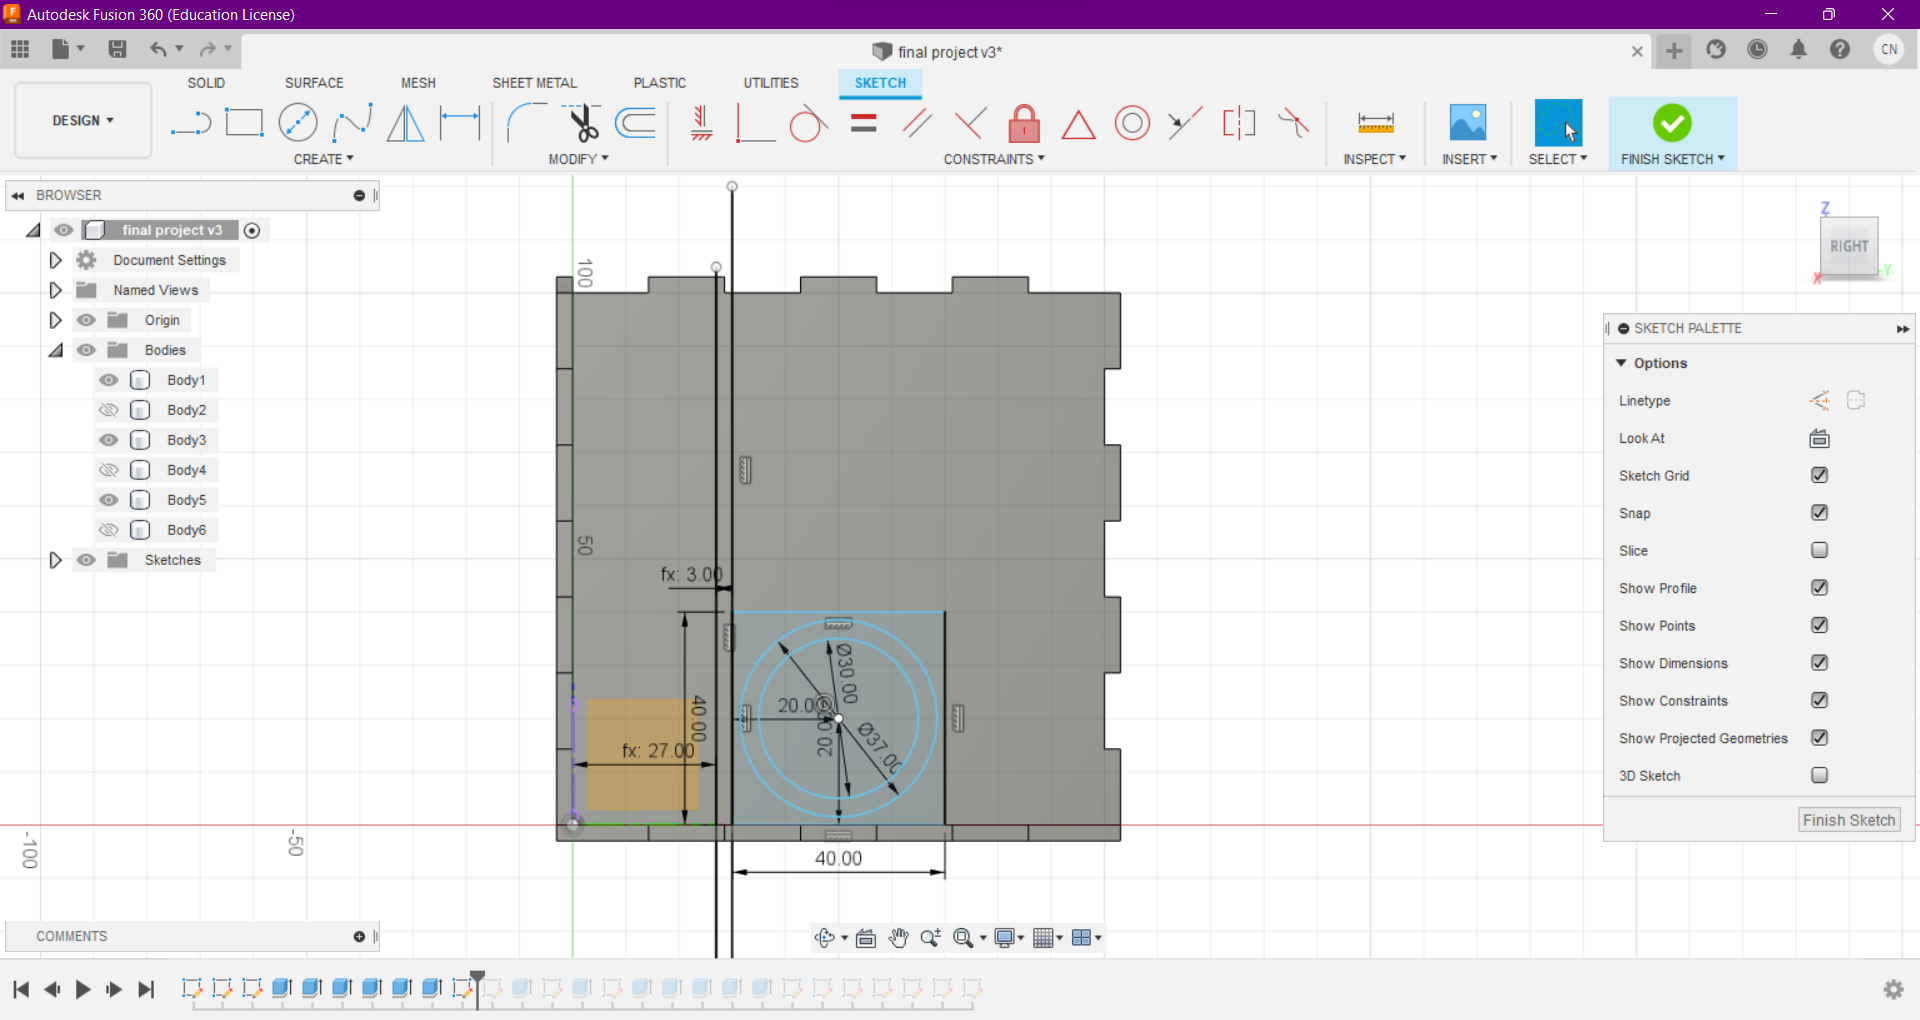 Autodesk Fusion 360 (Education License)
final project v3*
CN
DESIGN
SOLID
SURFACE
MESH
SHEET METAL
PLASTIC
UTILITIES
SKETCH
CREATE
MODIFY
CONSTRAINTS
INSPECT
INSERT
SELECT
FINISH SKETCH
BROWSER
final project v3
Document Settings
Named Views
Origin
Bodies
Body1
Body2
Body3
Body4
Body5
Body6
Sketches
100
50
fx: 3.00
40.00
fx: 27.00
20.00
Ø30.00
20.00
Ø37.00
40.00
-50
-100
Z
RIGHT
X
Y
SKETCH PALETTE
Options
Linetype
Look At
Sketch Grid
Snap
Slice
Show Profile
Show Points
Show Dimensions
Show Constraints
Show Projected Geometries
3D Sketch
Finish Sketch
COMMENTS